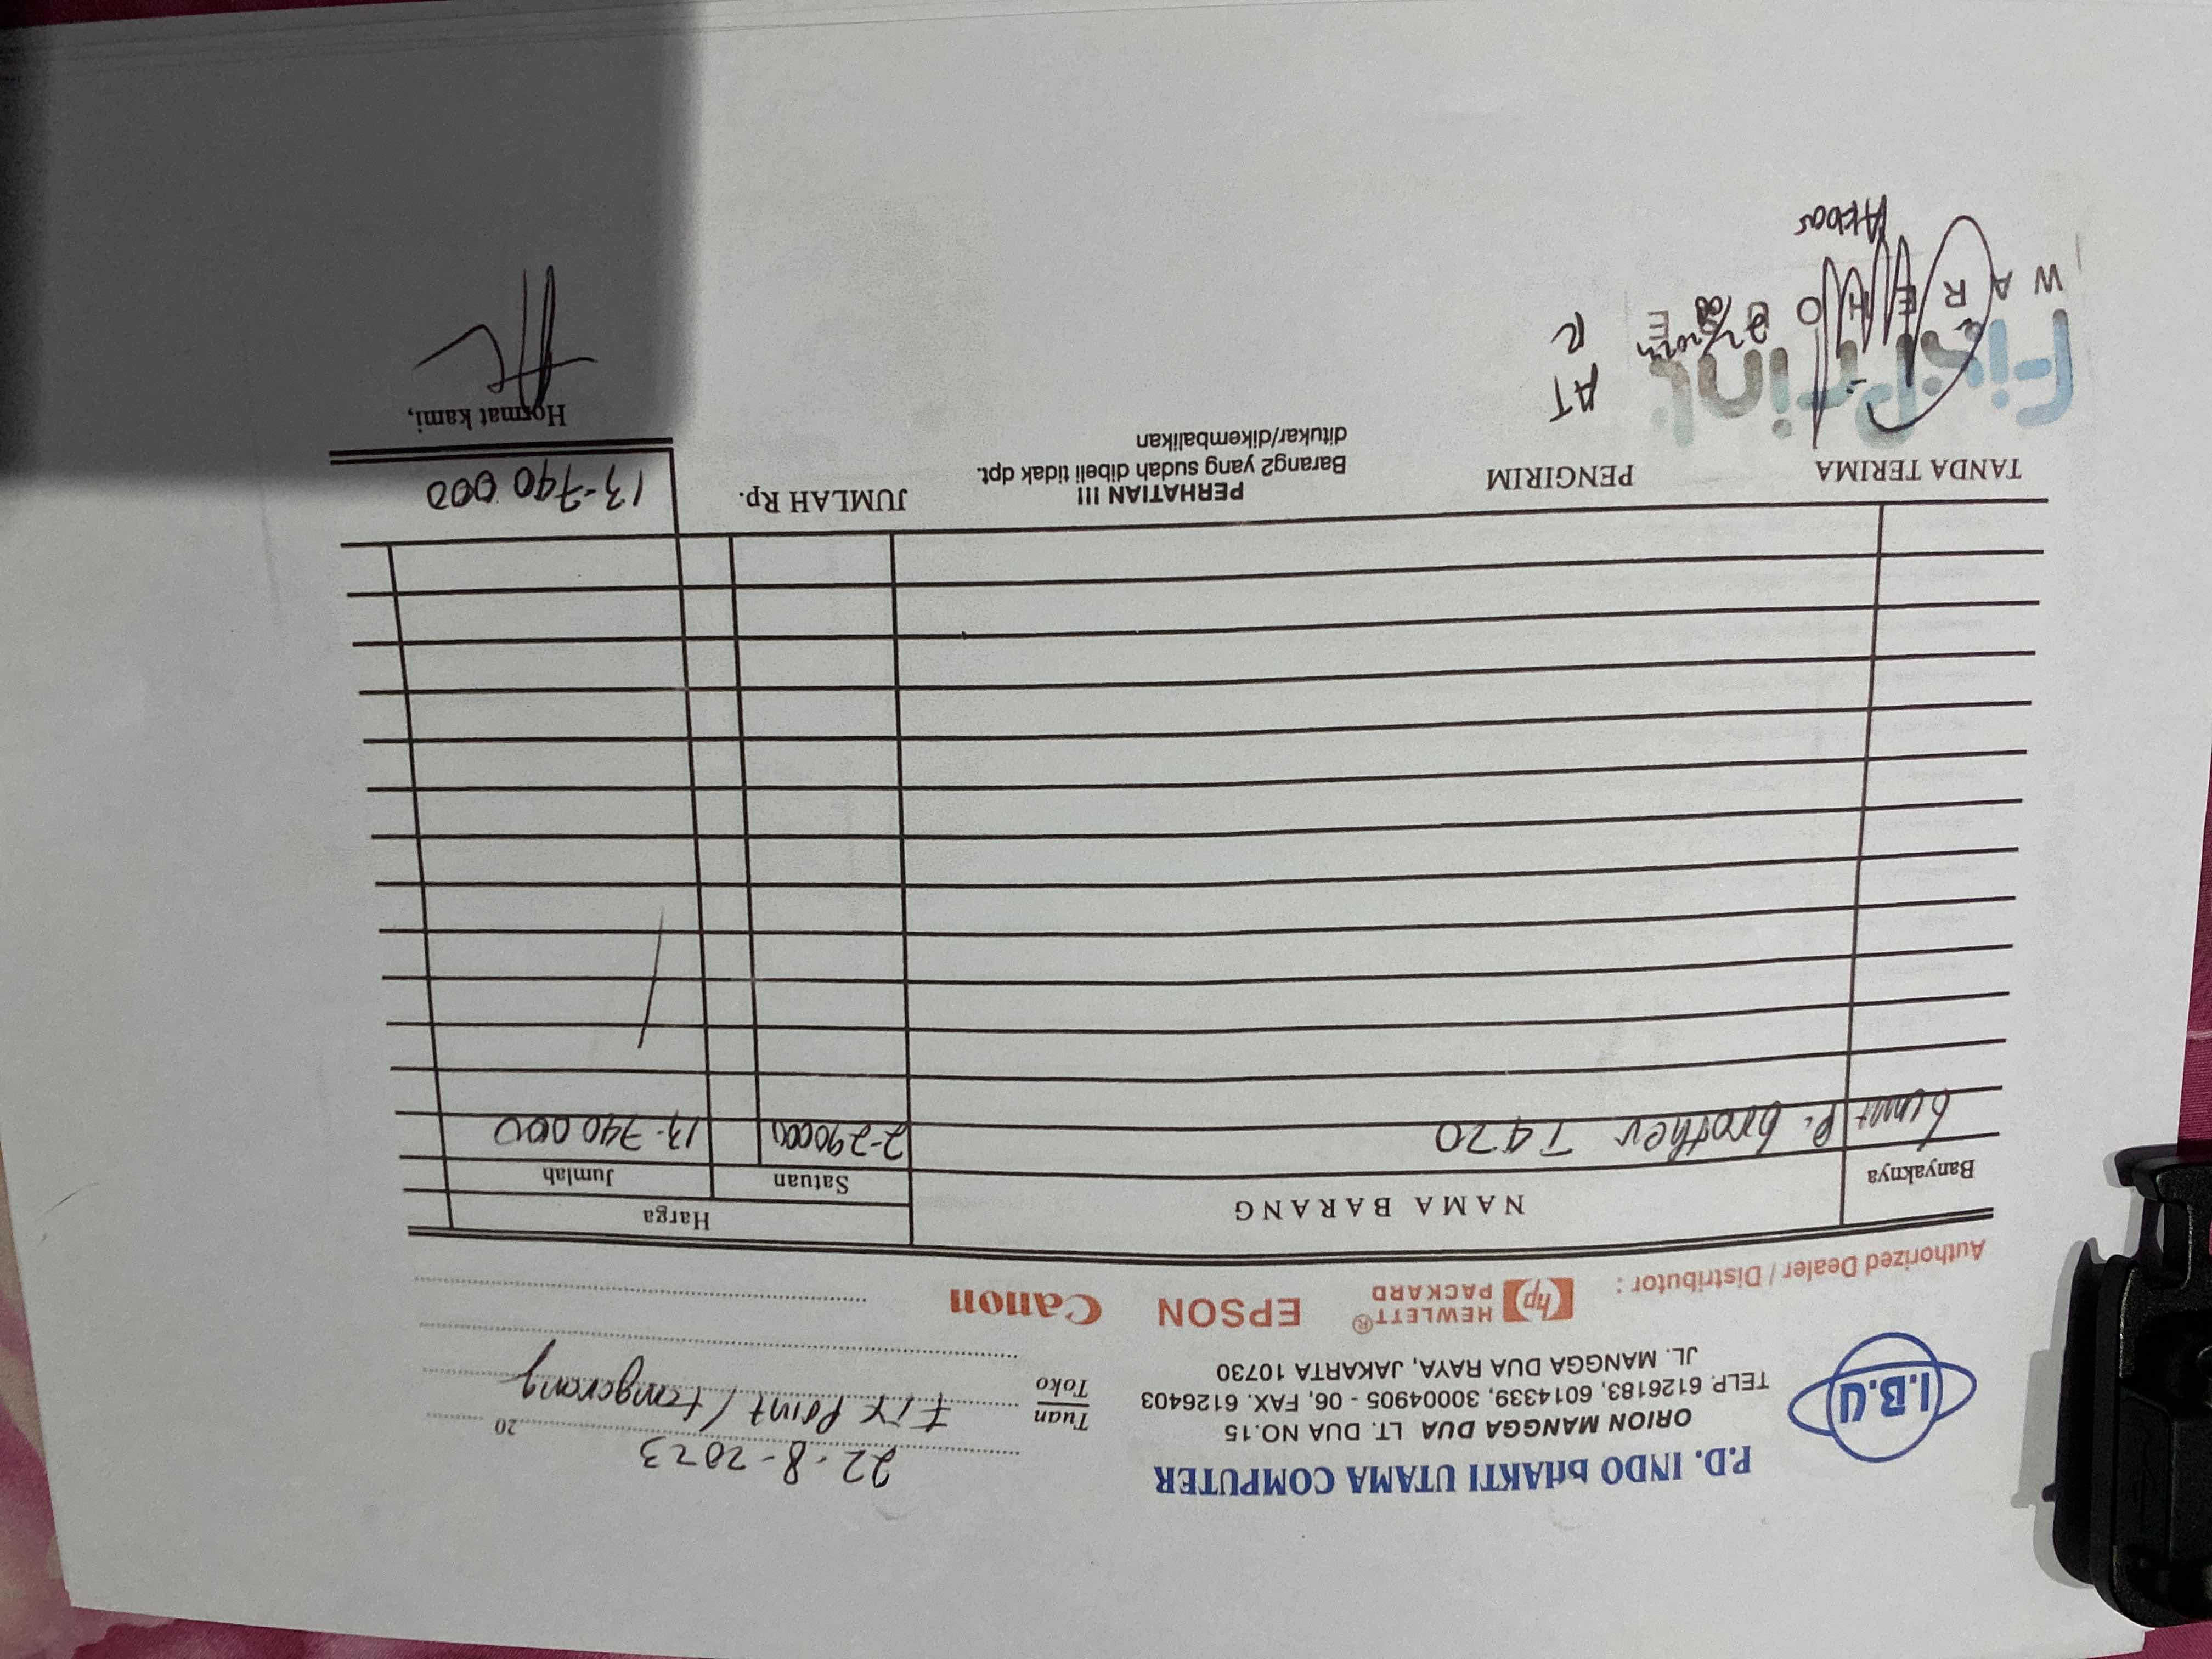 P.D. INDO BHAKTI UTAMA COMPUTER
ORION MANGGA DUA LT. DUA NO.15
TELP. 6126183, 6014339, 30004905 - 06, FAX. 6126403
JL. MANGGA DUA RAYA, JAKARTA 10730
I.B.U
22-8-2023
20
Tuan
Toko
Fix Print / tangerang
Authorized Dealer / Distributor :
hp HEWLETT® PACKARD
EPSON
Canon
Banyaknya
NAMA BARANG
Harga
Satuan
Jumlah
6 unit P. brother T420 2-290000 13-740 000
TANDA TERIMA
PENGIRIM
PERHATIAN !!!
Barang2 yang sudah dibeli tidak dpt.
ditukar/dikembalikan
JUMLAH Rp.
13-740 000
Hormat kami,
Fix Print
WAREHOUSE
AT
R
Akbar